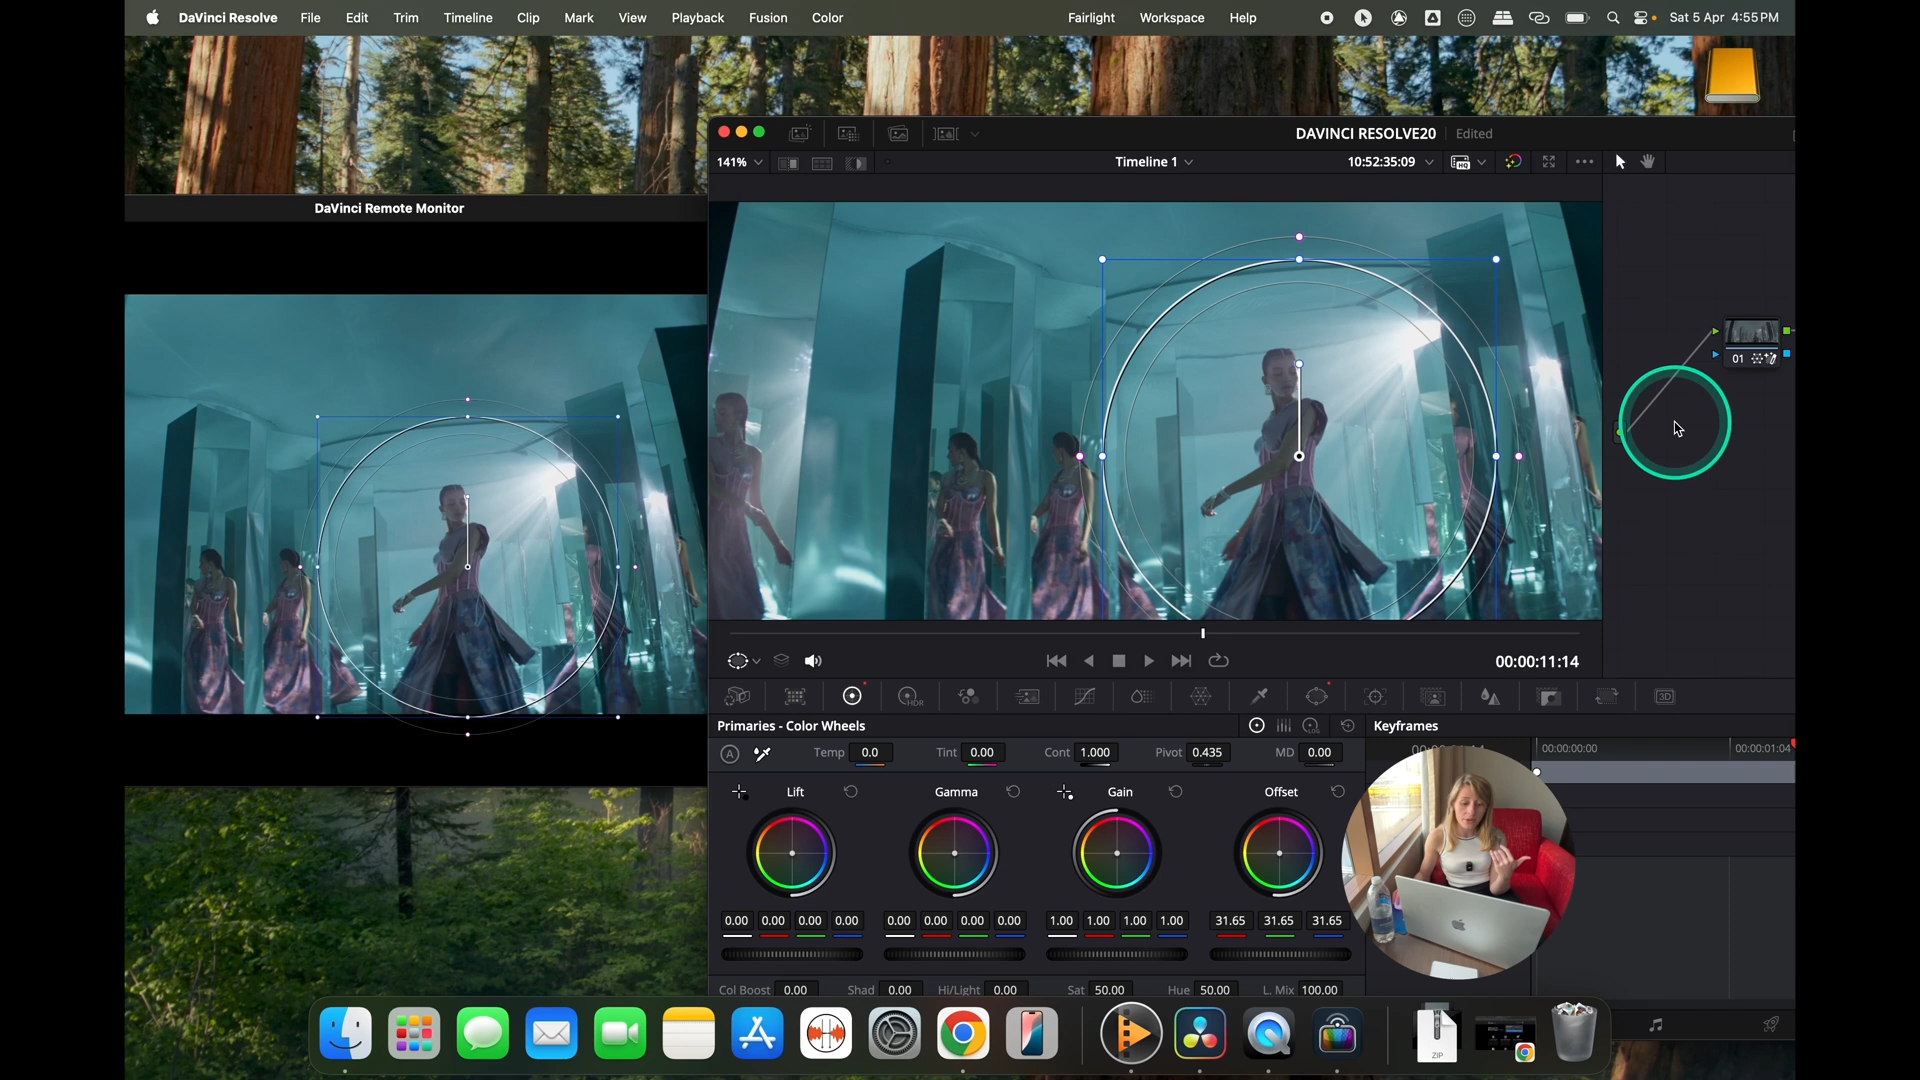 DaVinci Resolve File Edit Trim Timeline Clip Mark View Playback Fusion Color Fairlight Workspace Help Sat 5 Apr 4:55PM
DAVINCI RESOLVE20 Edited
141% Timeline 1 10:52:35:09
DaVinci Remote Monitor
01
00:00:11:14
HDR
3D
Primaries - Color Wheels
LOG
Keyframes
A Temp 0.0 Tint 0.00 Cont 1.000 Pivot 0.435 MD 0.00
00:00:00:00 00:00:01:04
Lift Gamma Gain Offset
0.00 0.00 0.00 0.00 0.00 0.00 0.00 0.00 1.00 1.00 1.00 1.00 31.65 31.65 31.65
Col Boost 0.00 Shad 0.00 Hi/Light 0.00 Sat 50.00 Hue 50.00 L. Mix 100.00
ZIP